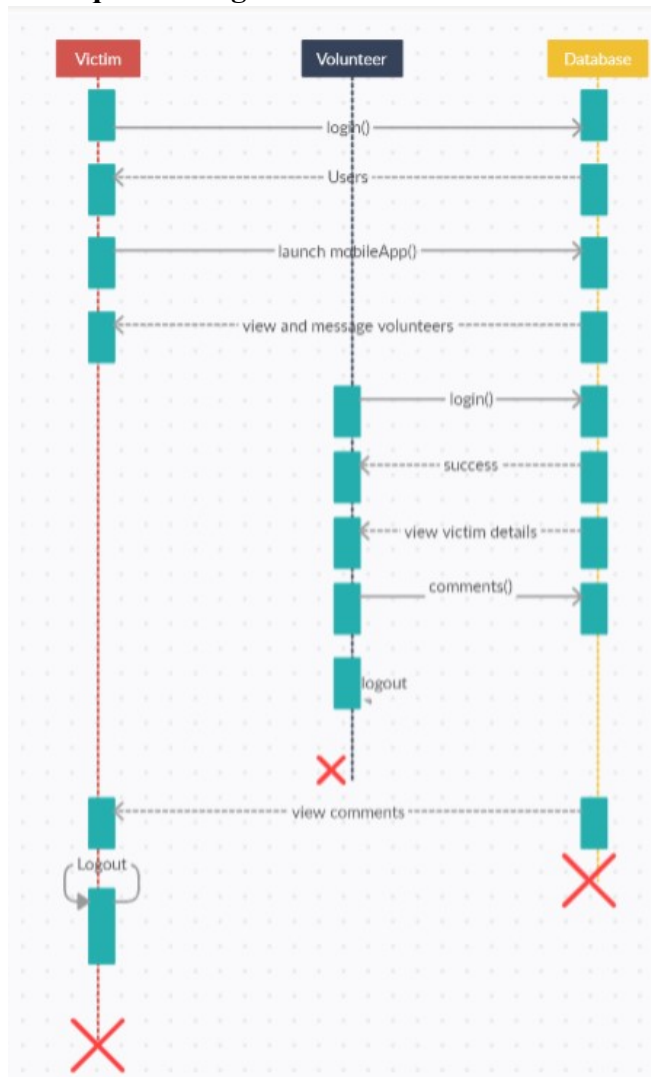 Victim
Volunteer
Database
login()
Users
launch mobileApp()
view and message volunteers
login()
success
view victim details
comments()
logout
view comments
Logout